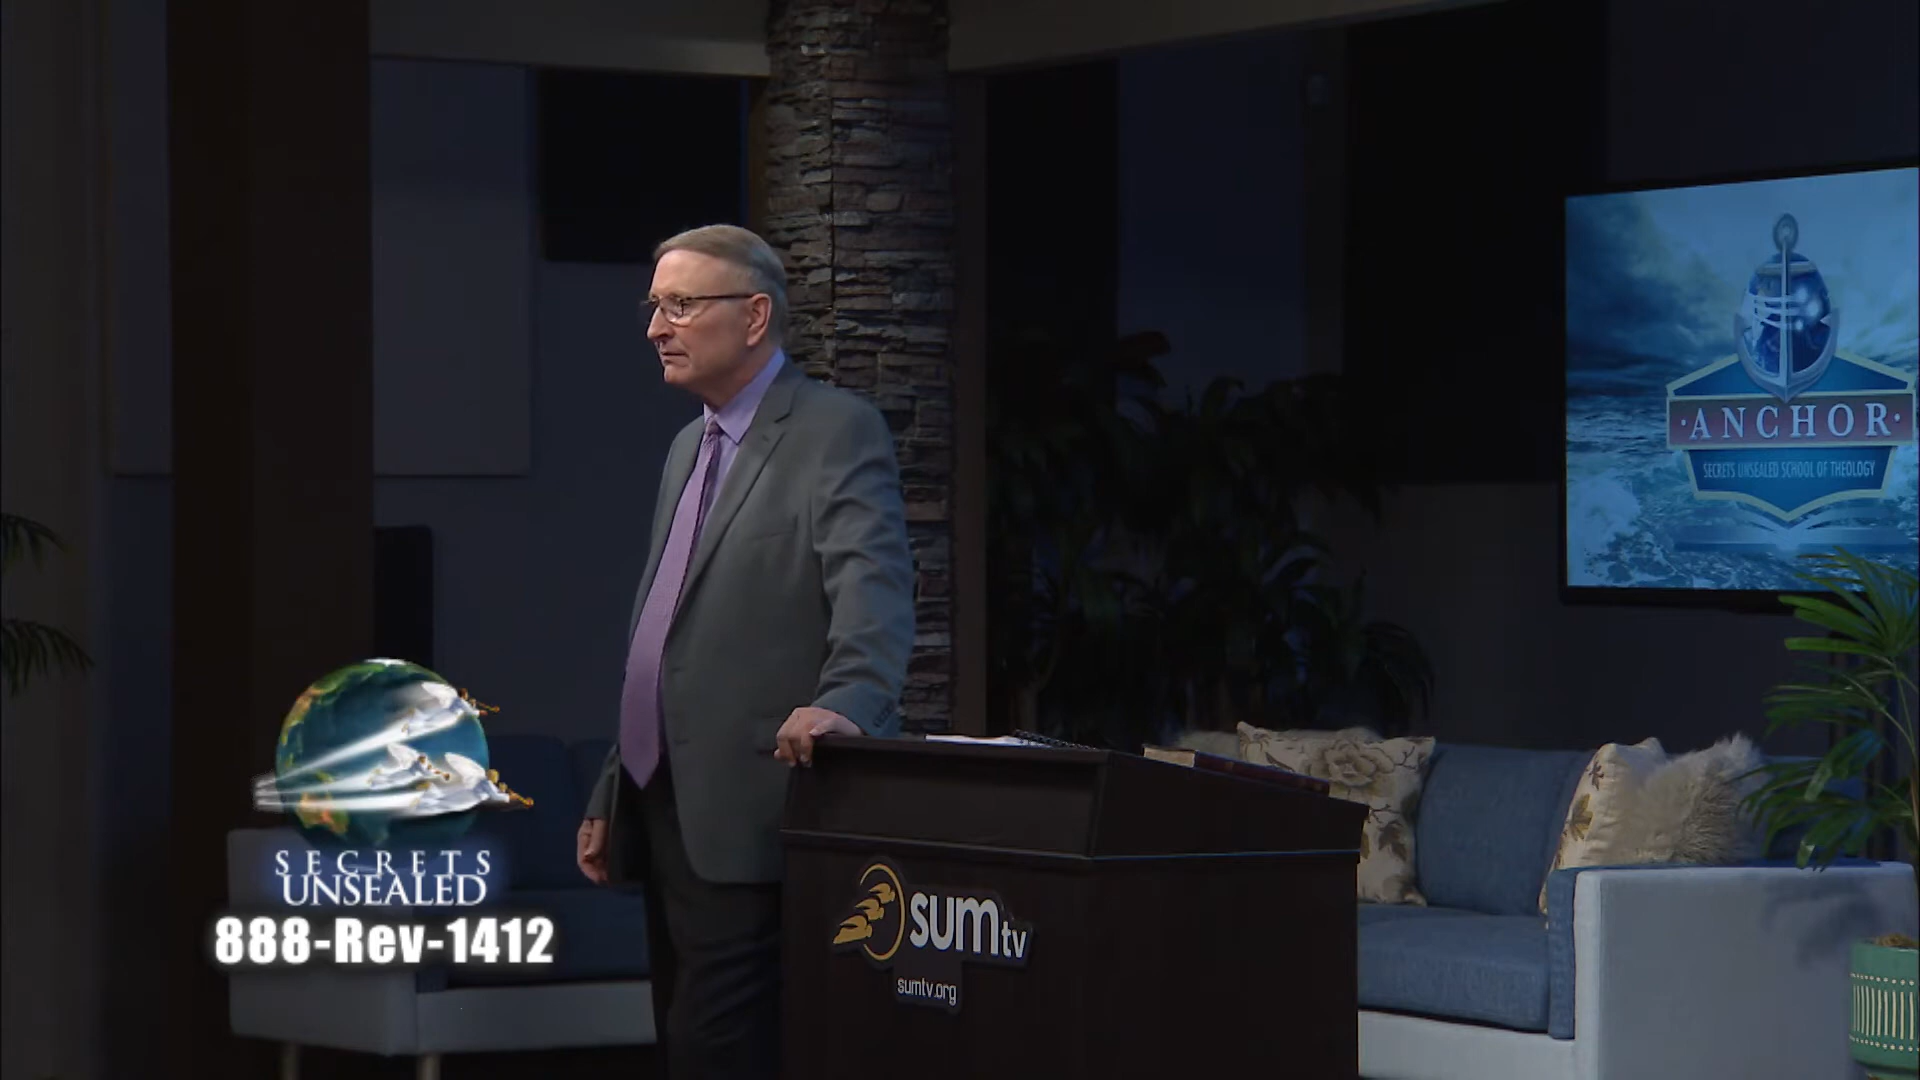 SECRETS
UNSEALED
888-Rev-1412
sumtv
sumtv.org
·ANCHOR·
SECRETS UNSEALED SCHOOL OF THEOLOGY